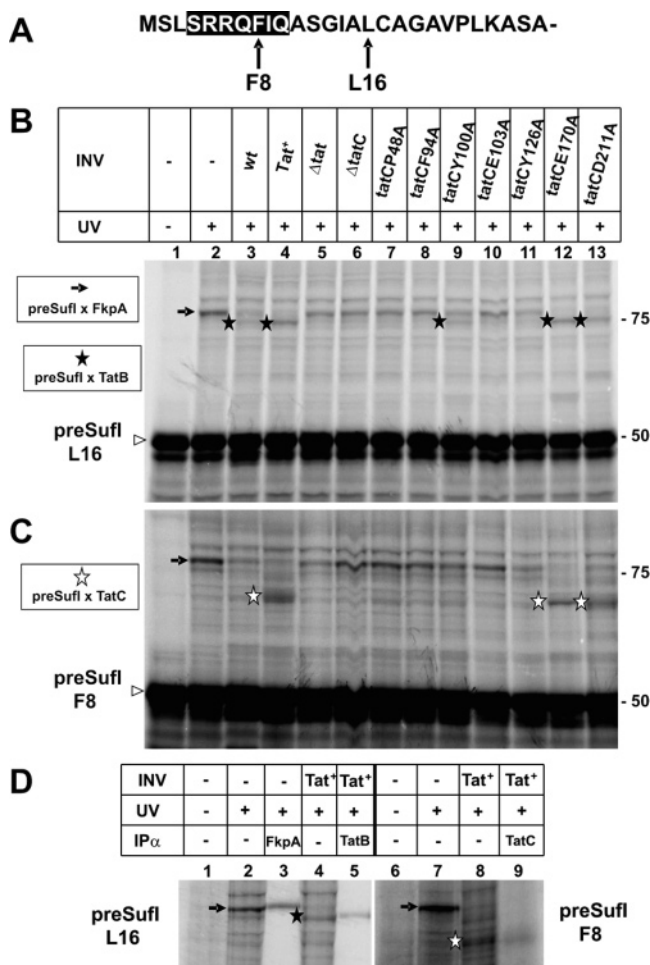 A
MSLSRRQFIQASGIALCAGAVPLKASA-
F8 L16
B
INV - - wt Tat+ Δtat ΔtatC tatCP48A tatCF94A tatCY100A tatCE103A tatCY126A tatCE170A tatCD211A
UV - + + + + + + + + + + + +
1 2 3 4 5 6 7 8 9 10 11 12 13
preSufI x FkpA
- 75
preSufI x TatB
preSufI
L16
- 50
C
preSufI x TatC
- 75
preSufI
F8
- 50
D
INV - - - Tat+ Tat+ - - Tat+ Tat+
UV - + + + + - + + +
IPα - - FkpA - TatB - - - TatC
1 2 3 4 5 6 7 8 9
preSufI
L16
preSufI
F8